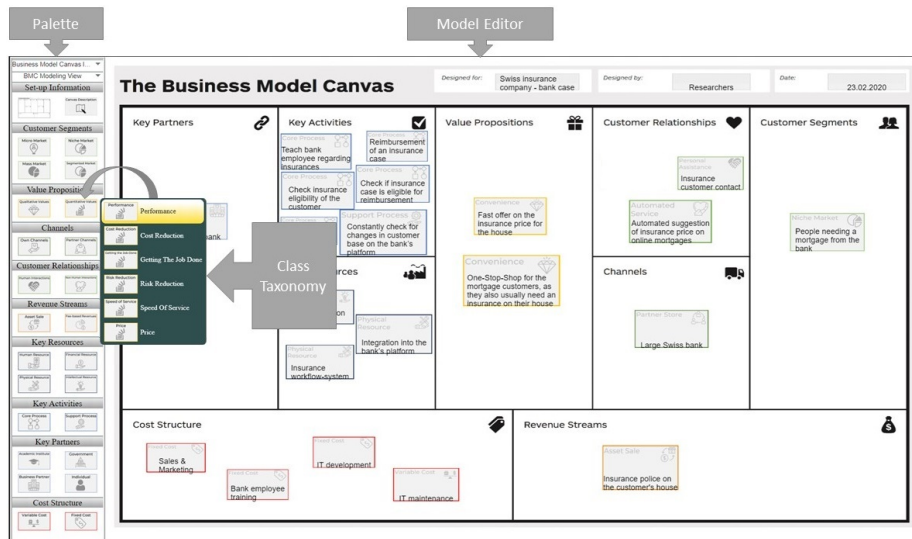 Palette
Model Editor
Business Model Canvas I...
BMC Modeling View
Set-up Information
Canvas Description
Customer Segments
Micro Market
Niche Market
Mass Market
Segmented Market
Value Propositions
Qualitative Values
Quantitative Values
Channels
Own Channels
Partner Channels
Customer Relationships
Revenue Streams
Asset Sale
Key Resources
Human Resource
Financial Resource
Physical Resource
Intellectual Resource
Key Activities
Core Process
Support Process
Key Partners
Academic Institute
Government
Business Partner
Individual
Cost Structure
Variable Cost
Fixed Cost
Performance
Performance
Cost Reduction
Cost Reduction
Getting The Job Done
Getting The Job Done
Risk Reduction
Risk Reduction
Speed of Service
Speed Of Service
Price
Price
Class
Taxonomy
The Business Model Canvas
Designed for:
Swiss insurance
company - bank case
Designed by:
Researchers
Date:
23.02.2020
Key Partners
bank
Key Activities
Core Process
Teach bank
employee regarding
insurances
Core Process
Reimbursement
of an insurance
case
Core Process
Check insurance
eligibility of the
customer
Core Process
Check if insurance
case is eligible for
reimbursement
Core Process
Support Process
Constantly check for
changes in customer
base on the bank's
platform
Physical
Resource
Integration into the
bank's platform
Physical
Resource
Insurance
workflow-system
Value Propositions
Convenience
Fast offer on the
insurance price for
the house
Convenience
One-Stop-Shop for the
mortgage customers, as
they also usually need an
insurance on their house
Customer Relationships
Personal
Assistance
Insurance
customer contact
Automated
Service
Automated suggestion
of insurance price on
online mortgages
Channels
Partner Store
Large Swiss bank
Customer Segments
Niche Market
People needing a
mortgage from the
bank
Cost Structure
Fixed Cost
Sales &
Marketing
Fixed Cost
Bank employee
training
Fixed Cost
IT development
Variable Cost
IT maintenance
Revenue Streams
Asset Sale
Insurance police on
the customer's house